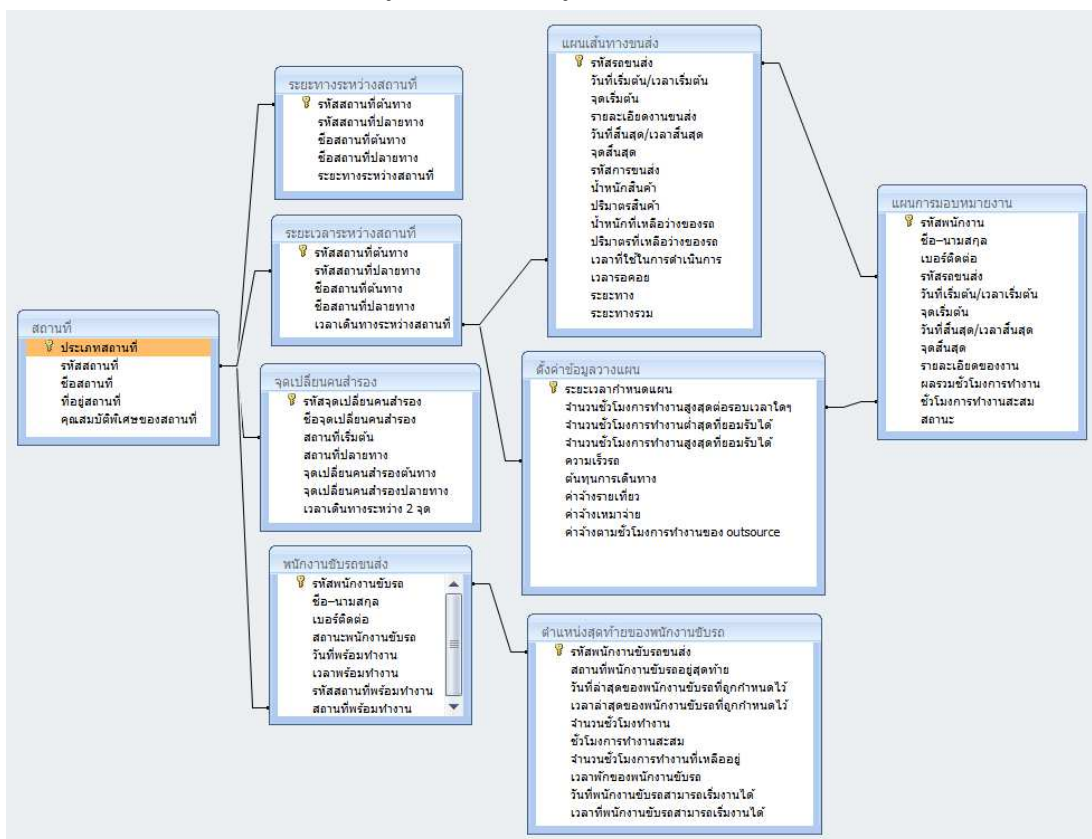 แผนเส้นทางขนส่ง
รหัสรถขนส่ง
วันที่เริ่มต้น/เวลาเริ่มต้น
จุดเริ่มต้น
รายละเอียดงานขนส่ง
วันที่สิ้นสุด/เวลาสิ้นสุด
จุดสิ้นสุด
รหัสการขนส่ง
น้ำหนักสินค้า
ปริมาตรสินค้า
น้ำหนักที่เหลือว่างของรถ
ปริมาตรที่เหลือว่างของรถ
เวลาที่ใช้ในการดำเนินการ
เวลารอคอย
ระยะทาง
ระยะทางรวม
ระยะทางระหว่างสถานที่
รหัสสถานที่ต้นทาง
รหัสสถานที่ปลายทาง
ชื่อสถานที่ต้นทาง
ชื่อสถานที่ปลายทาง
ระยะทางระหว่างสถานที่
แผนการมอบหมายงาน
รหัสพนักงาน
ชื่อ-นามสกุล
เบอร์ติดต่อ
รหัสรถขนส่ง
วันที่เริ่มต้น/เวลาเริ่มต้น
จุดเริ่มต้น
วันที่สิ้นสุด/เวลาสิ้นสุด
จุดสิ้นสุด
รายละเอียดของงาน
ผลรวมชั่วโมงการทำงาน
ชั่วโมงการทำงานสะสม
สถานะ
ระยะเวลาระหว่างสถานที่
รหัสสถานที่ต้นทาง
รหัสสถานที่ปลายทาง
ชื่อสถานที่ต้นทาง
ชื่อสถานที่ปลายทาง
เวลาเดินทางระหว่างสถานที่
สถานที่
ประเภทสถานที่
รหัสสถานที่
ชื่อสถานที่
ที่อยู่สถานที่
คุณสมบัติพิเศษของสถานที่
ตั้งค่าข้อมูลวางแผน
ระยะเวลากำหนดแผน
จำนวนชั่วโมงการทำงานสูงสุดต่อรอบเวลาใดๆ
จำนวนชั่วโมงการทำงานต่ำสุดที่ยอมรับได้
จำนวนชั่วโมงการทำงานสูงสุดที่ยอมรับได้
ความเร็วรถ
ต้นทุนการเดินทาง
ค่าจ้างรายเที่ยว
ค่าจ้างเหมาจ่าย
ค่าจ้างตามชั่วโมงการทำงานของ outsource
จุดเปลี่ยนคนสำรอง
รหัสจุดเปลี่ยนคนสำรอง
ชื่อจุดเปลี่ยนคนสำรอง
สถานที่เริ่มต้น
สถานที่ปลายทาง
จุดเปลี่ยนคนสำรองต้นทาง
จุดเปลี่ยนคนสำรองปลายทาง
เวลาเดินทางระหว่าง 2 จุด
พนักงานขับรถขนส่ง
รหัสพนักงานขับรถ
ชื่อ-นามสกุล
เบอร์ติดต่อ
สถานะพนักงานขับรถ
วันที่พร้อมทำงาน
เวลาพร้อมทำงาน
รหัสสถานที่พร้อมทำงาน
สถานที่พร้อมทำงาน
ตำแหน่งสุดท้ายของพนักงานขับรถ
รหัสพนักงานขับรถขนส่ง
สถานที่พนักงานขับรถอยู่สุดท้าย
วันที่ล่าสุดของพนักงานขับรถที่ถูกกำหนดไว้
เวลาล่าสุดของพนักงานขับรถที่ถูกกำหนดไว้
จำนวนชั่วโมงทำงาน
ชั่วโมงการทำงานสะสม
จำนวนชั่วโมงการทำงานที่เหลืออยู่
เวลาพักของพนักงานขับรถ
วันที่พนักงานขับรถสามารถเริ่มงานได้
เวลาที่พนักงานขับรถสามารถเริ่มงานได้